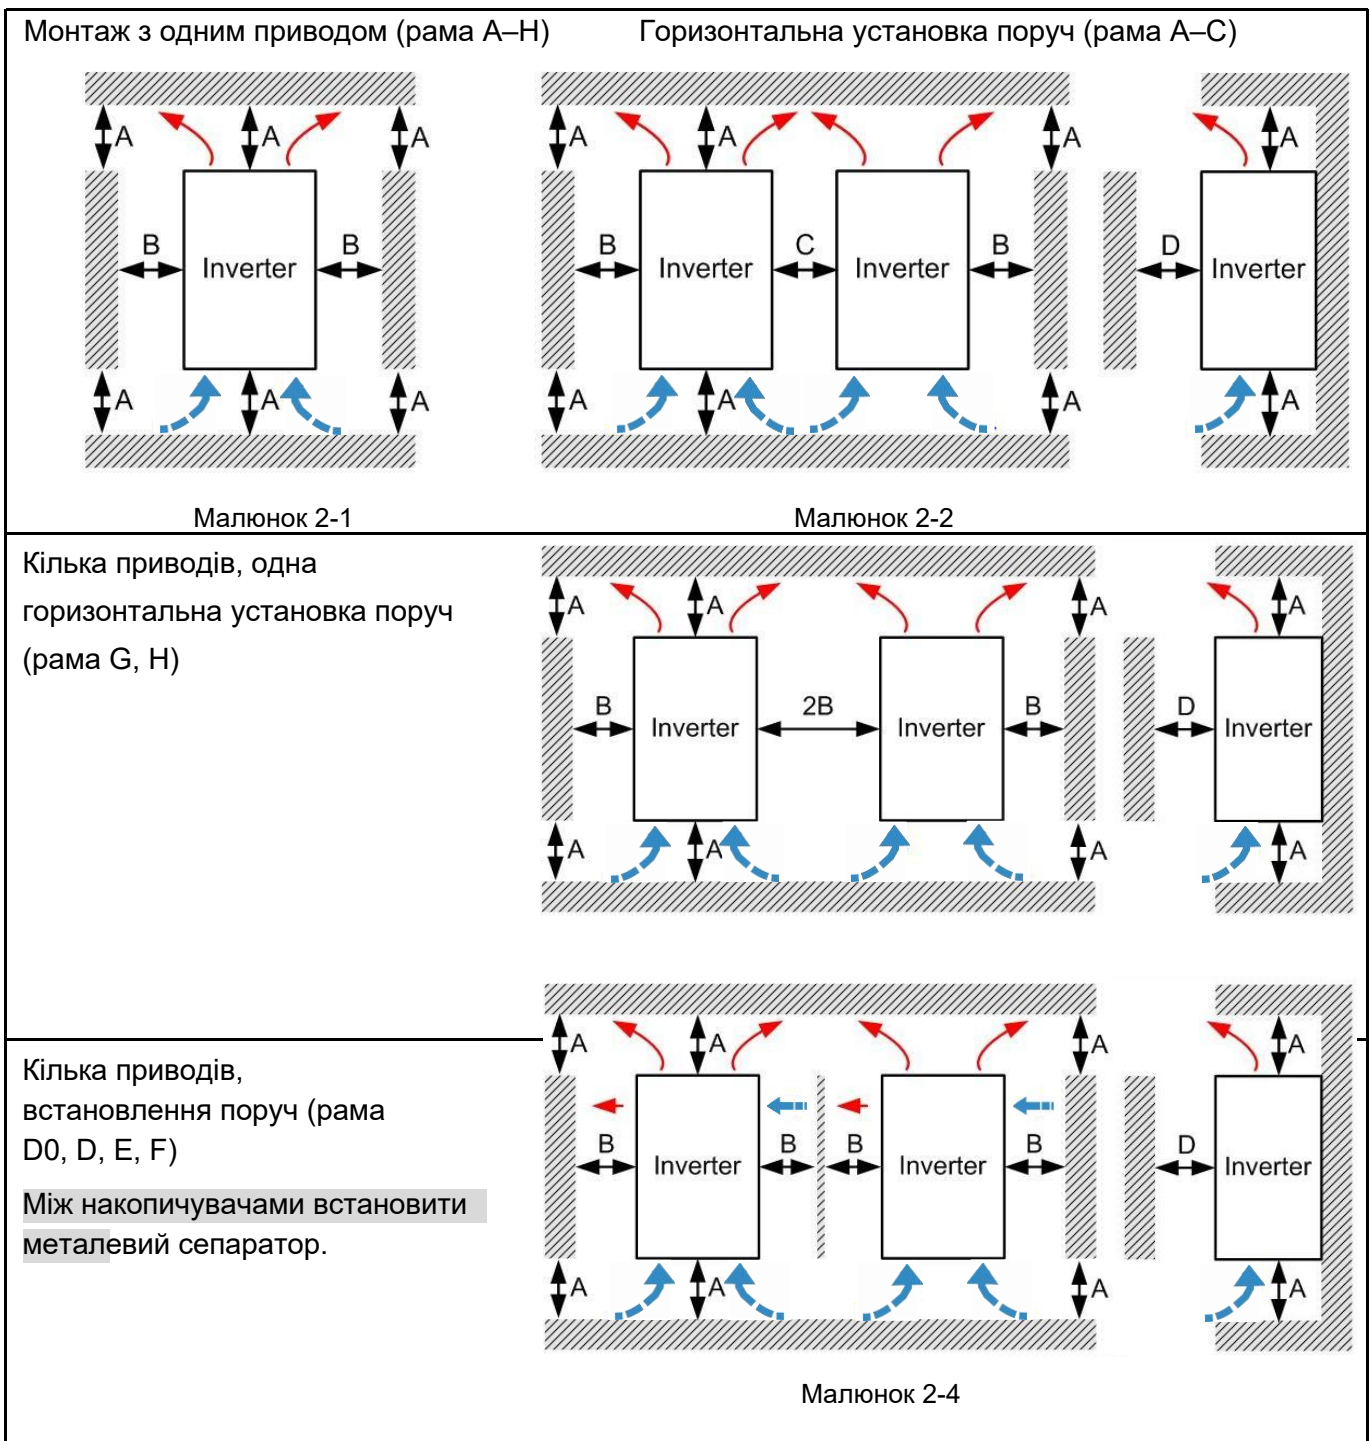 Монтаж з одним приводом (рама A–H) Горизонтальна установка поруч (рама A–C)
A A A A A A A
B Inverter B B Inverter C Inverter B D Inverter
A A A A A A A
Малюнок 2-1 Малюнок 2-2
Кілька приводів, одна
горизонтальна установка поруч
(рама G, H)
A A A A
B Inverter 2B Inverter B D Inverter
A A A A
Кілька приводів,
встановлення поруч (рама
D0, D, E, F)
Між накопичувачами встановити
металевий сепаратор.
A A A A
B Inverter B B Inverter B D Inverter
A A A A
Малюнок 2-4